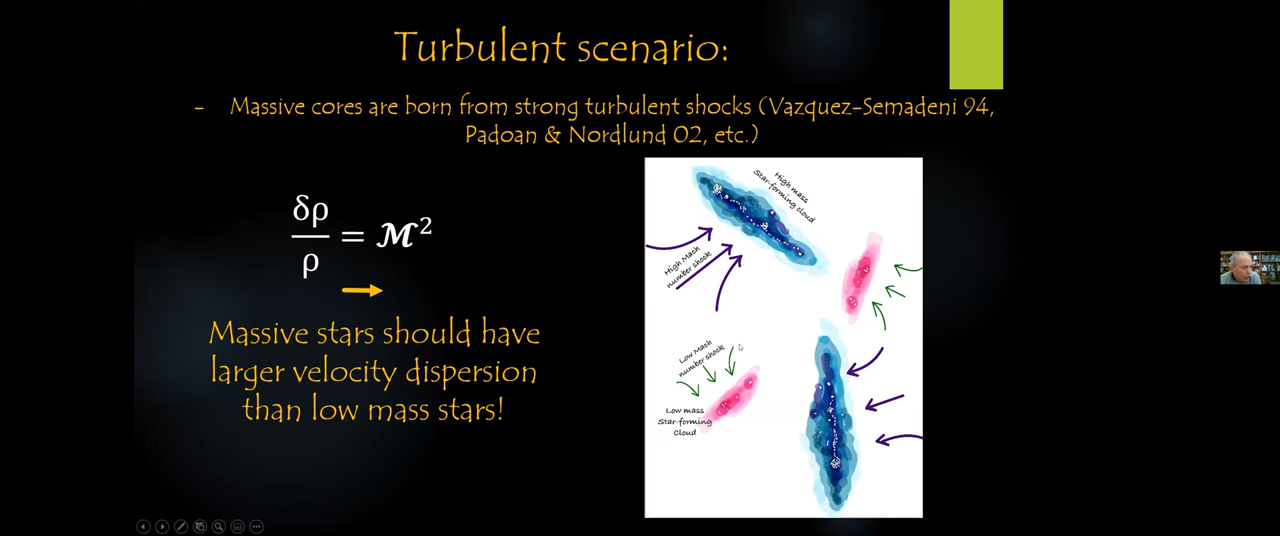 Turbulent scenario:
- Massive cores are born from strong turbulent shocks (Vazquez-Semadeni 94,
Padoan & Nordlund 02, etc.)
δρ
ρ
= 𝓜²
Massive stars should have
larger velocity dispersion
than low mass stars!
High mass
Star-forming cloud
High Mach
number shock
Low Mach
number shock
Low mass
Star-forming
Cloud